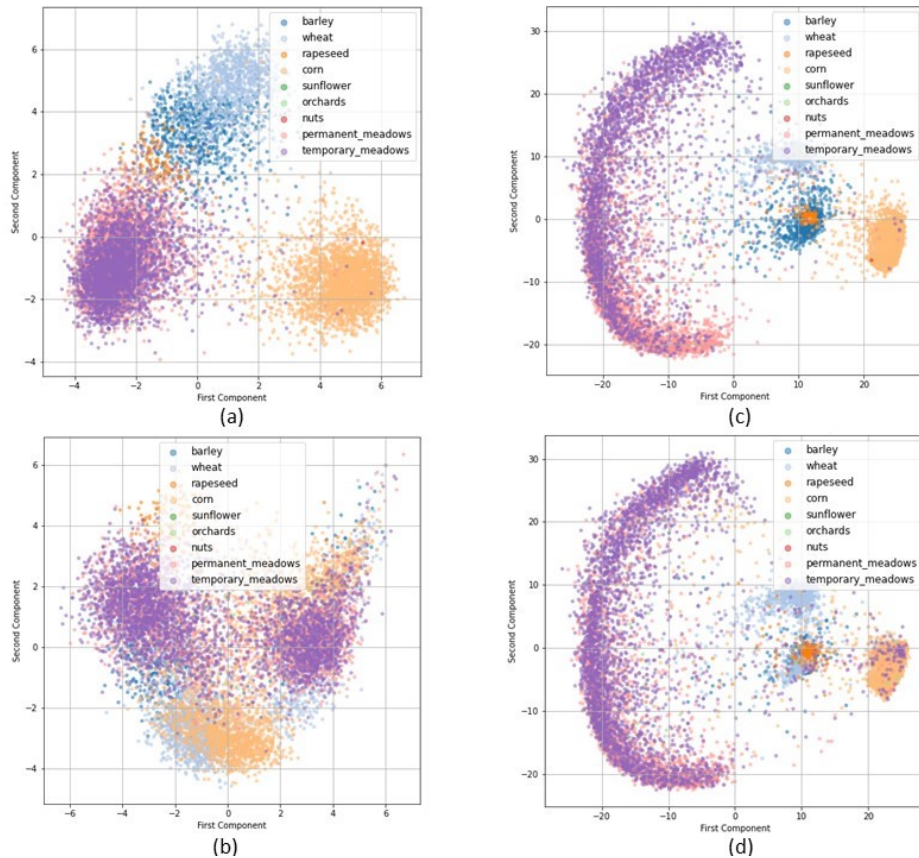 6
4
2
0
−2
−4
−4
−2
0
2
4
6
Second Component
First Component
barley
wheat
rapeseed
corn
sunflower
orchards
nuts
permanent_meadows
temporary_meadows
(a)
30
20
10
0
−10
−20
−20
−10
0
10
20
Second Component
First Component
barley
wheat
rapeseed
corn
sunflower
orchards
nuts
permanent_meadows
temporary_meadows
(c)
6
4
2
0
−2
−4
−6
−4
−2
0
2
4
6
Second Component
First Component
barley
wheat
rapeseed
corn
sunflower
orchards
nuts
permanent_meadows
temporary_meadows
(b)
30
20
10
0
−10
−20
−20
−10
0
10
20
Second Component
First Component
barley
wheat
rapeseed
corn
sunflower
orchards
nuts
permanent_meadows
temporary_meadows
(d)